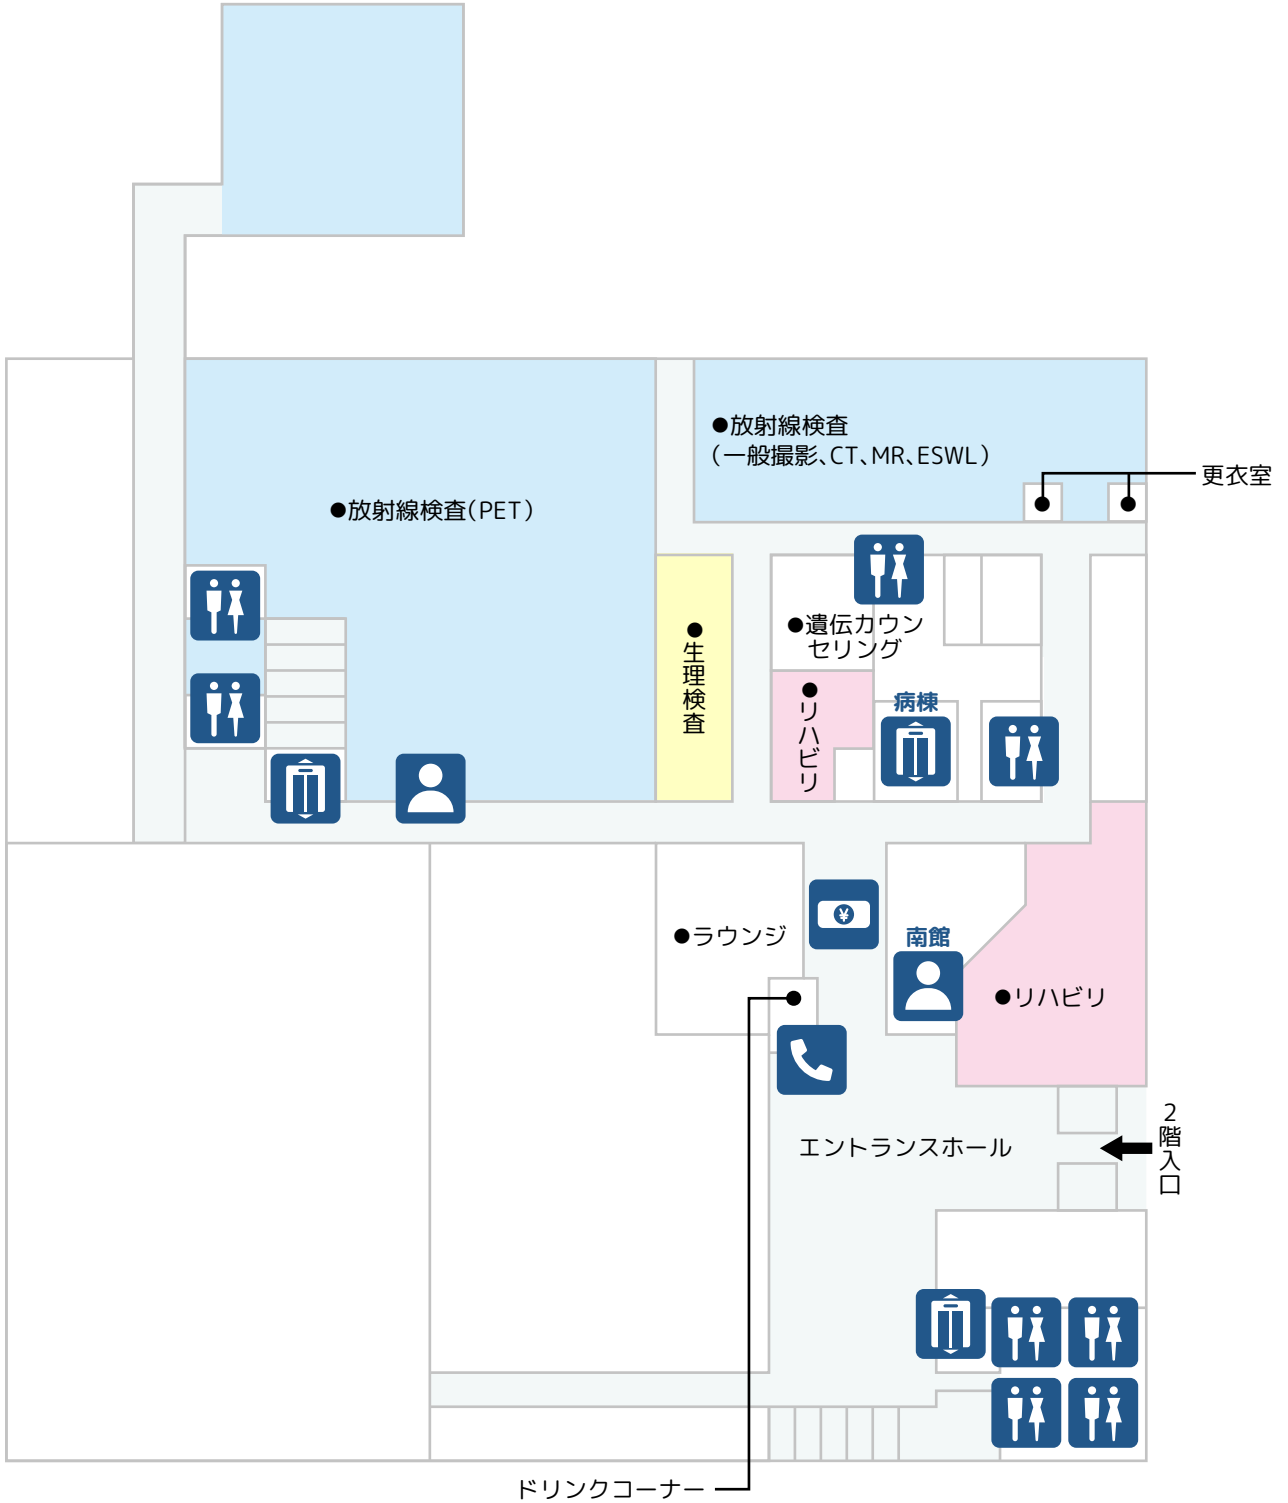 ●放射線検査
（一般撮影、CT、MR、ESWL）
更衣室
●放射線検査（PET）
●生理検査
●遺伝カウン
セリング
●リハビリ
病棟
¥
●ラウンジ
南館
●リハビリ
エントランスホール
2階入口
ドリンクコーナー